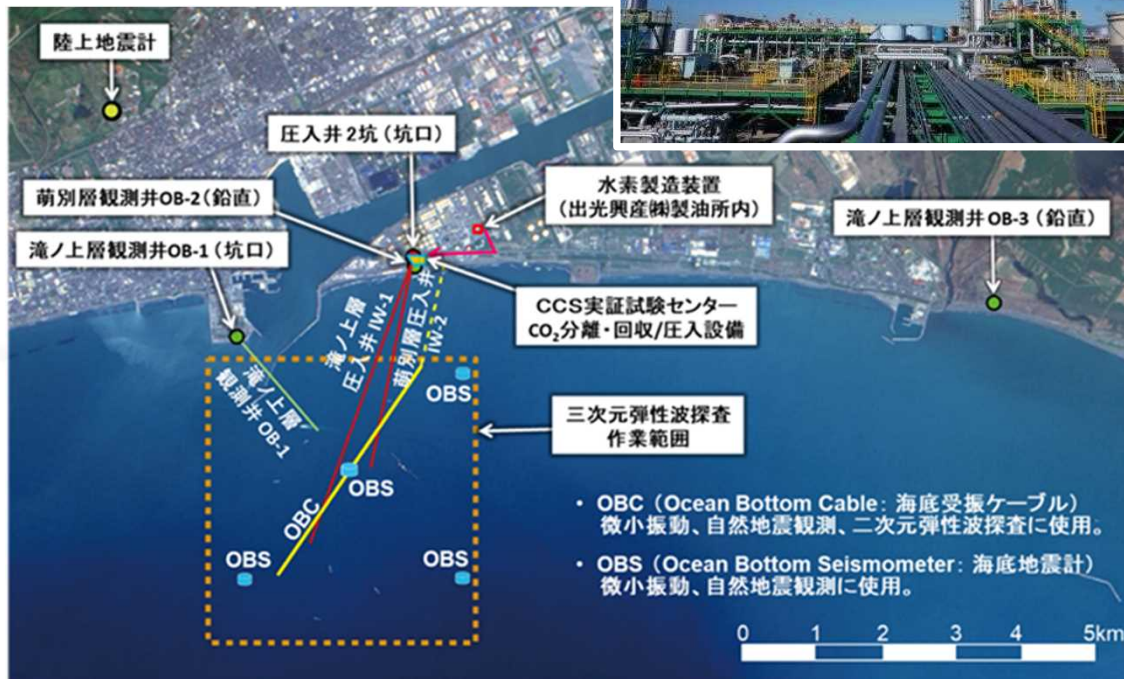 陸上地震計
圧入井2坑（坑口）
萌別層観測井OB-2（鉛直）
水素製造装置
（出光興産㈱製油所内）
滝ノ上層観測井OB-3（鉛直）
滝ノ上層観測井OB-1（坑口）
CCS実証試験センター
CO₂分離・回収/圧入設備
滝ノ上層
圧入井 IW-1
萌別層圧入井
IW-2
滝ノ上層
観測井OB-1
OBS
三次元弾性波探査
作業範囲
OBS
OBC
OBS
OBS
・ OBC（Ocean Bottom Cable: 海底受振ケーブル）
微小振動、自然地震観測、二次元弾性波探査に使用。
・ OBS（Ocean Bottom Seismometer: 海底地震計）
微小振動、自然地震観測に使用。
0 1 2 3 4 5km